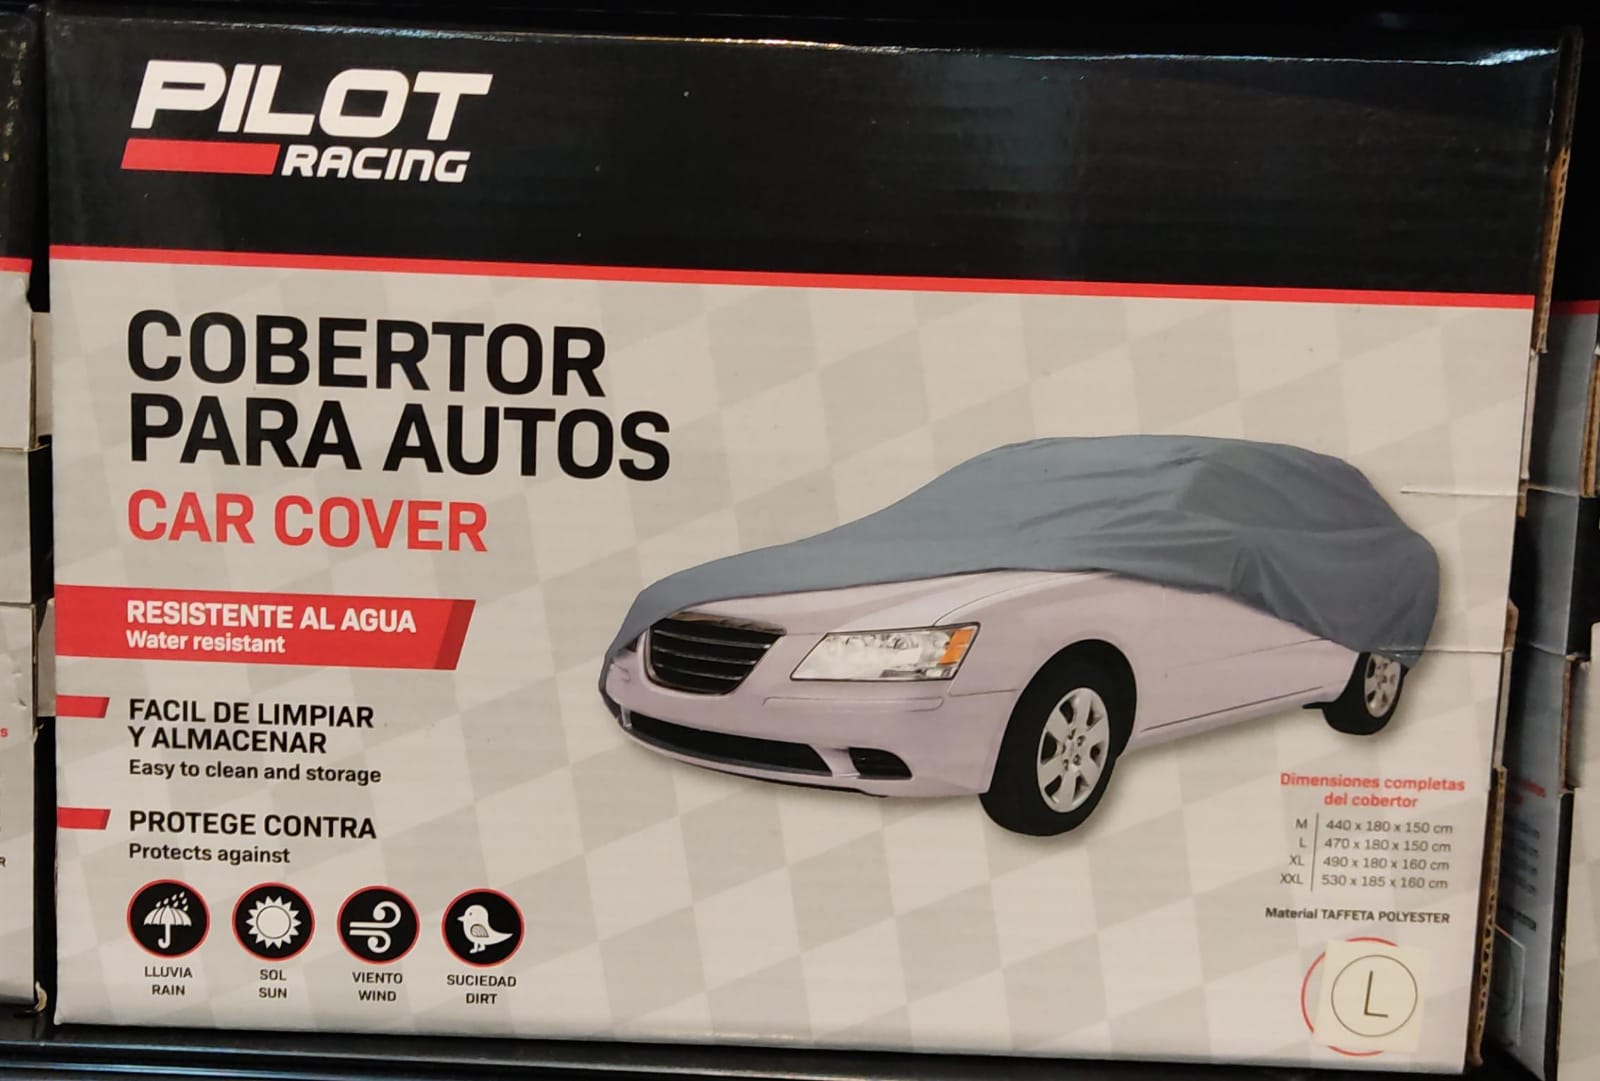 PILOT
RACING
COBERTOR
PARA AUTOS
CAR COVER
RESISTENTE AL AGUA
Water resistant
FACIL DE LIMPIAR
Y ALMACENAR
Easy to clean and storage
PROTEGE CONTRA
Protects against
LLUVIA
RAIN
SOL
SUN
VIENTO
WIND
SUCIEDAD
DIRT
Dimensiones completas
del cobertor
M 440 x 180 x 150 cm
L 470 x 180 x 150 cm
XL 490 x 180 x 160 cm
XXL 530 x 185 x 160 cm
Material TAFFETA POLYESTER
L